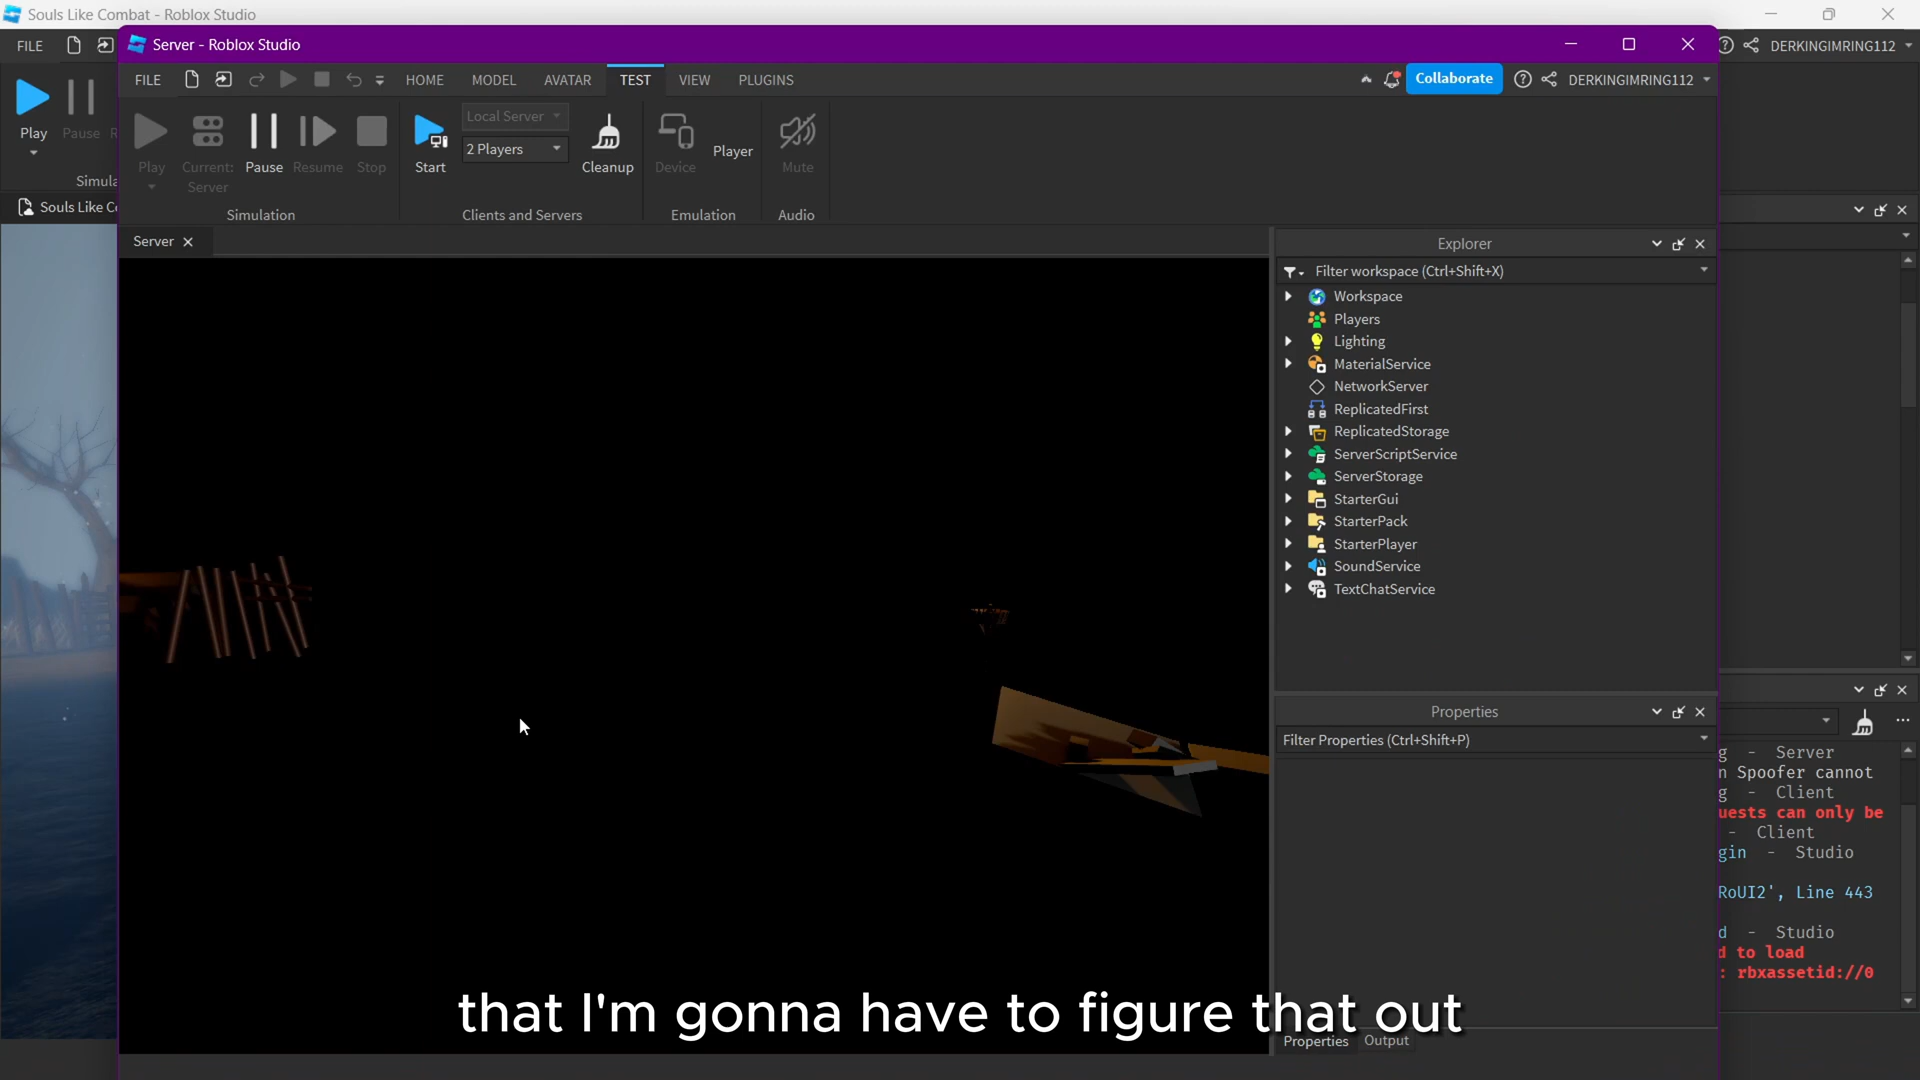 Souls Like Combat - Roblox Studio
FILE
DERKINGIMRING112
Play
Pause
Simula
Souls Like Co
Server - Roblox Studio
FILE
HOME
MODEL
AVATAR
TEST
VIEW
PLUGINS
Collaborate
DERKINGIMRING112
Play
Current:
Server
Pause
Resume
Stop
Simulation
Start
Local Server
2 Players
Cleanup
Clients and Servers
Device
Player
Emulation
Mute
Audio
Server
Explorer
Filter workspace (Ctrl+Shift+X)
Workspace
Players
Lighting
MaterialService
NetworkServer
ReplicatedFirst
ReplicatedStorage
ServerScriptService
ServerStorage
StarterGui
StarterPack
StarterPlayer
SoundService
TextChatService
Properties
Filter Properties (Ctrl+Shift+P)
g - Server
n Spoofer cannot
g - Client
uests can only be
- Client
gin - Studio
RoUI2', Line 443
d - Studio
d to load
: rbxassetid://0
that I'm gonna have to figure that out
Properties
Output